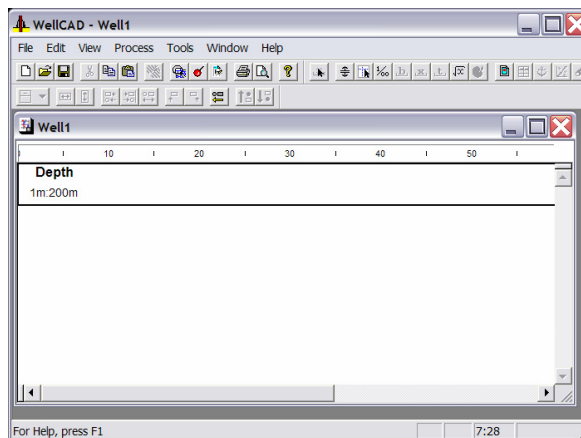 WellCAD - Well1
File Edit View Process Tools Window Help
Well1
10 20 30 40 50
Depth
1m:200m
For Help, press F1
7:28